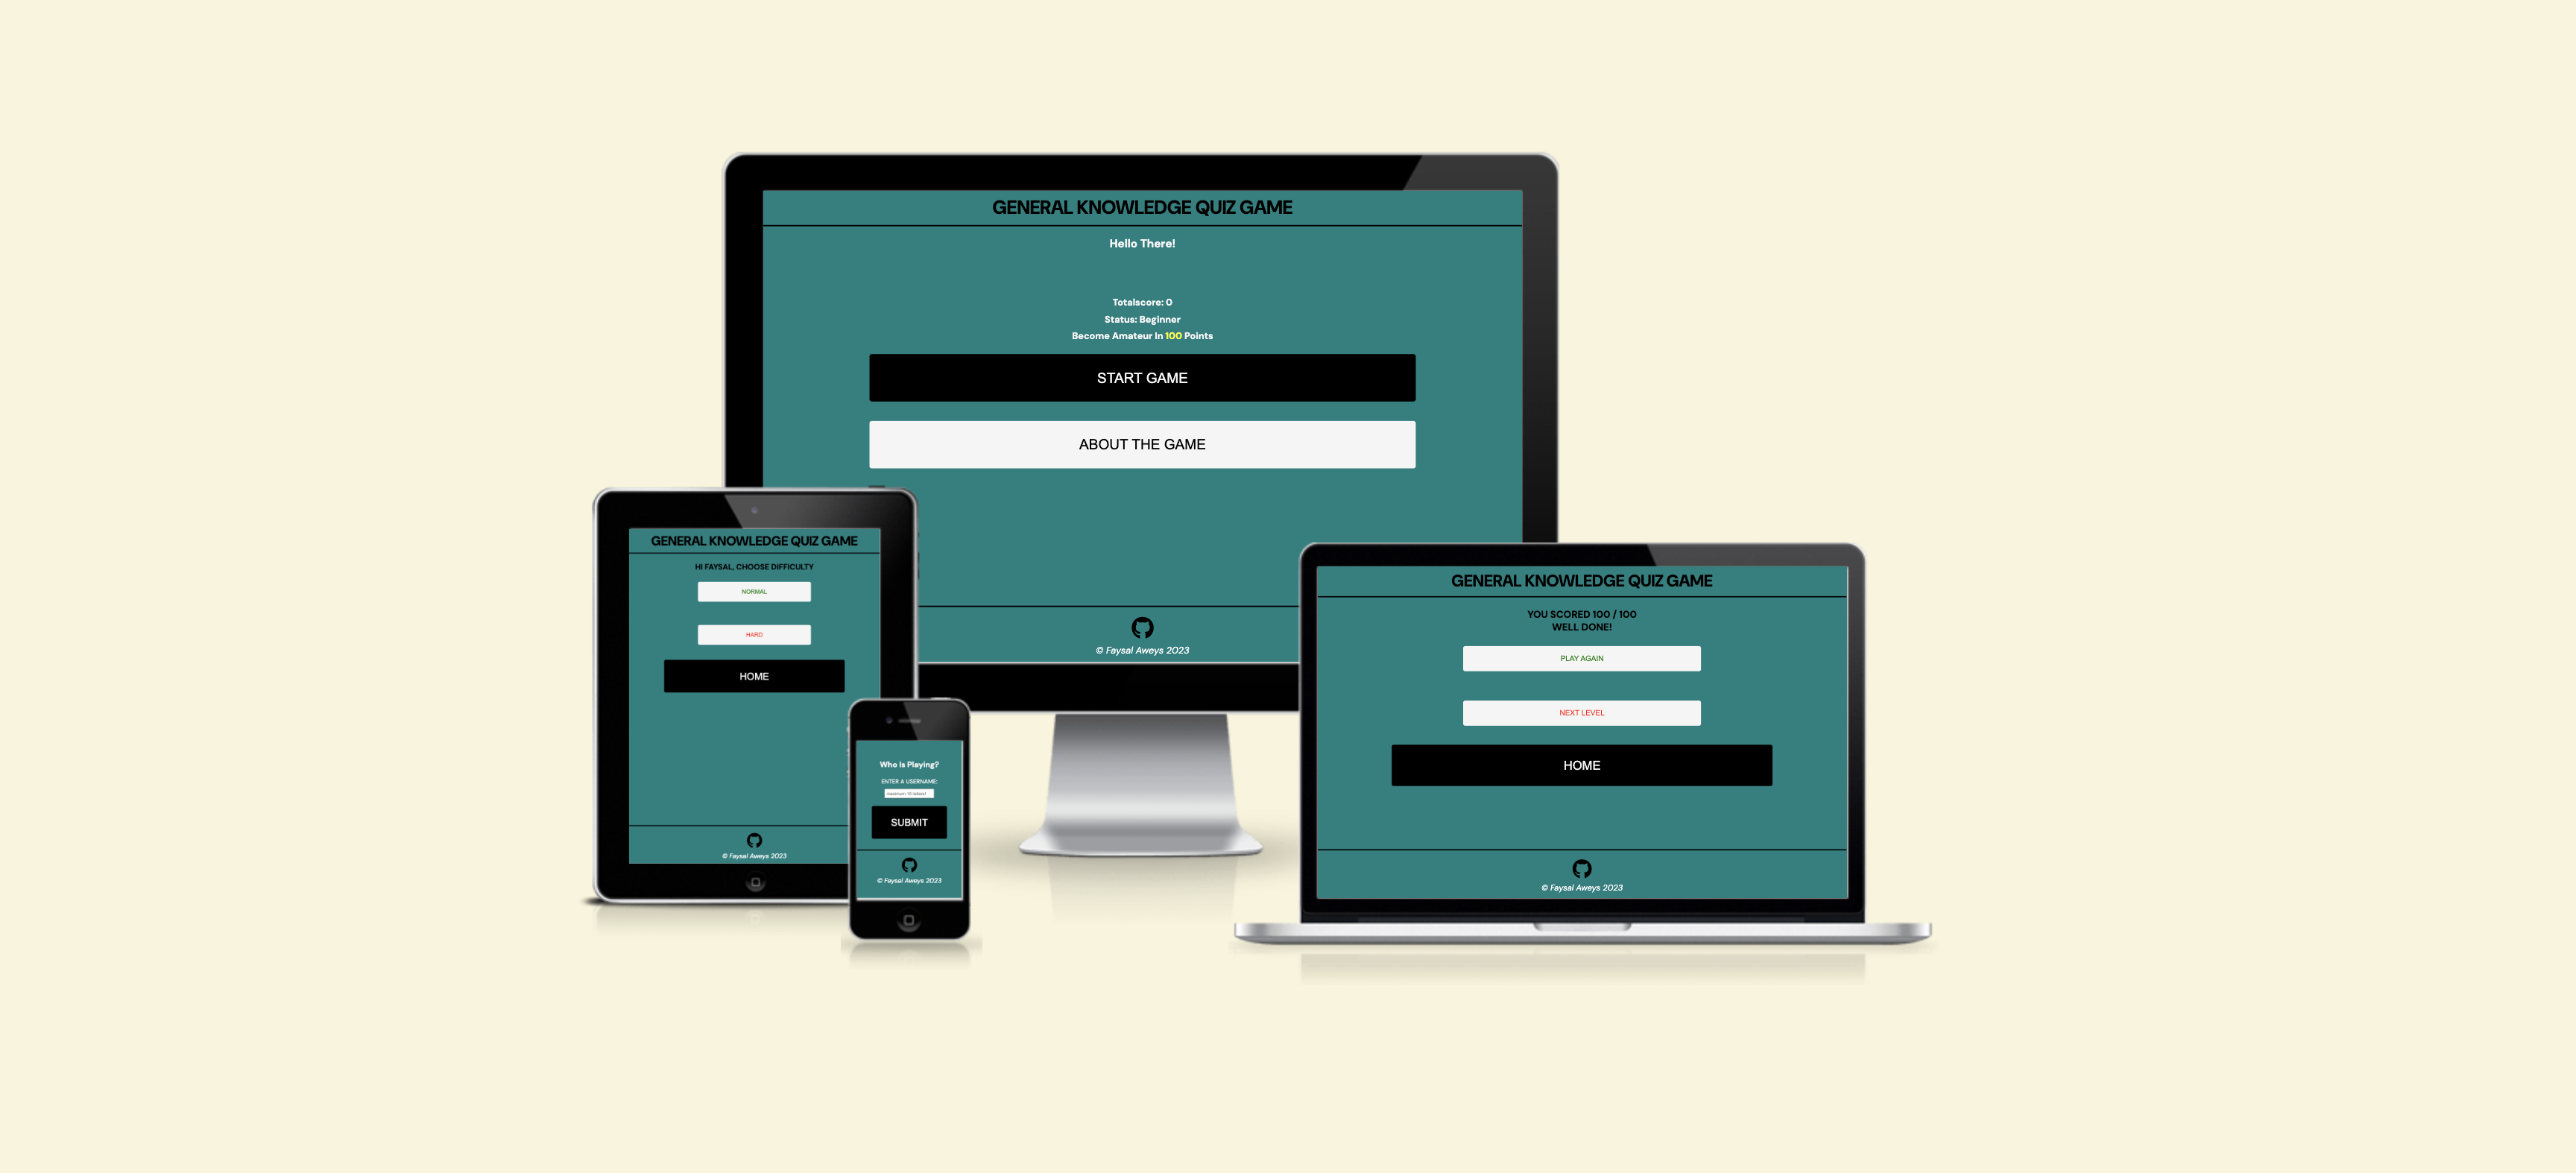 GENERAL KNOWLEDGE QUIZ GAME
Hello There!
Totalscore: 0
Status: Beginner
Become Amateur In 100 Points
START GAME
ABOUT THE GAME
© Faysal Aweys 2023
GENERAL KNOWLEDGE QUIZ GAME
HI FAYSAL, CHOOSE DIFFICULTY
NORMAL
HARD
HOME
© Faysal Aweys 2023
Who Is Playing?
ENTER A USERNAME:
SUBMIT
© Faysal Aweys 2023
GENERAL KNOWLEDGE QUIZ GAME
YOU SCORED 100 / 100
WELL DONE!
PLAY AGAIN
NEXT LEVEL
HOME
© Faysal Aweys 2023